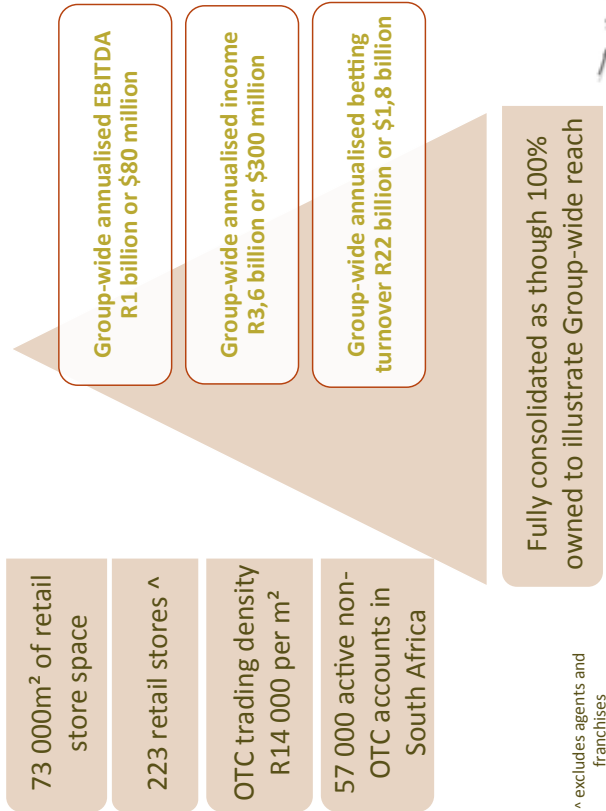 73 000m² of retail
store space
223 retail stores ^
OTC trading density
R14 000 per m²
57 000 active non-
OTC accounts in
South Africa
Group-wide annualised EBITDA
R1 billion or $80 million
Group-wide annualised income
R3,6 billion or $300 million
Group-wide annualised betting
turnover R22 billion or $1,8 billion
Fully consolidated as though 100%
owned to illustrate Group-wide reach
^ excludes agents and
franchises